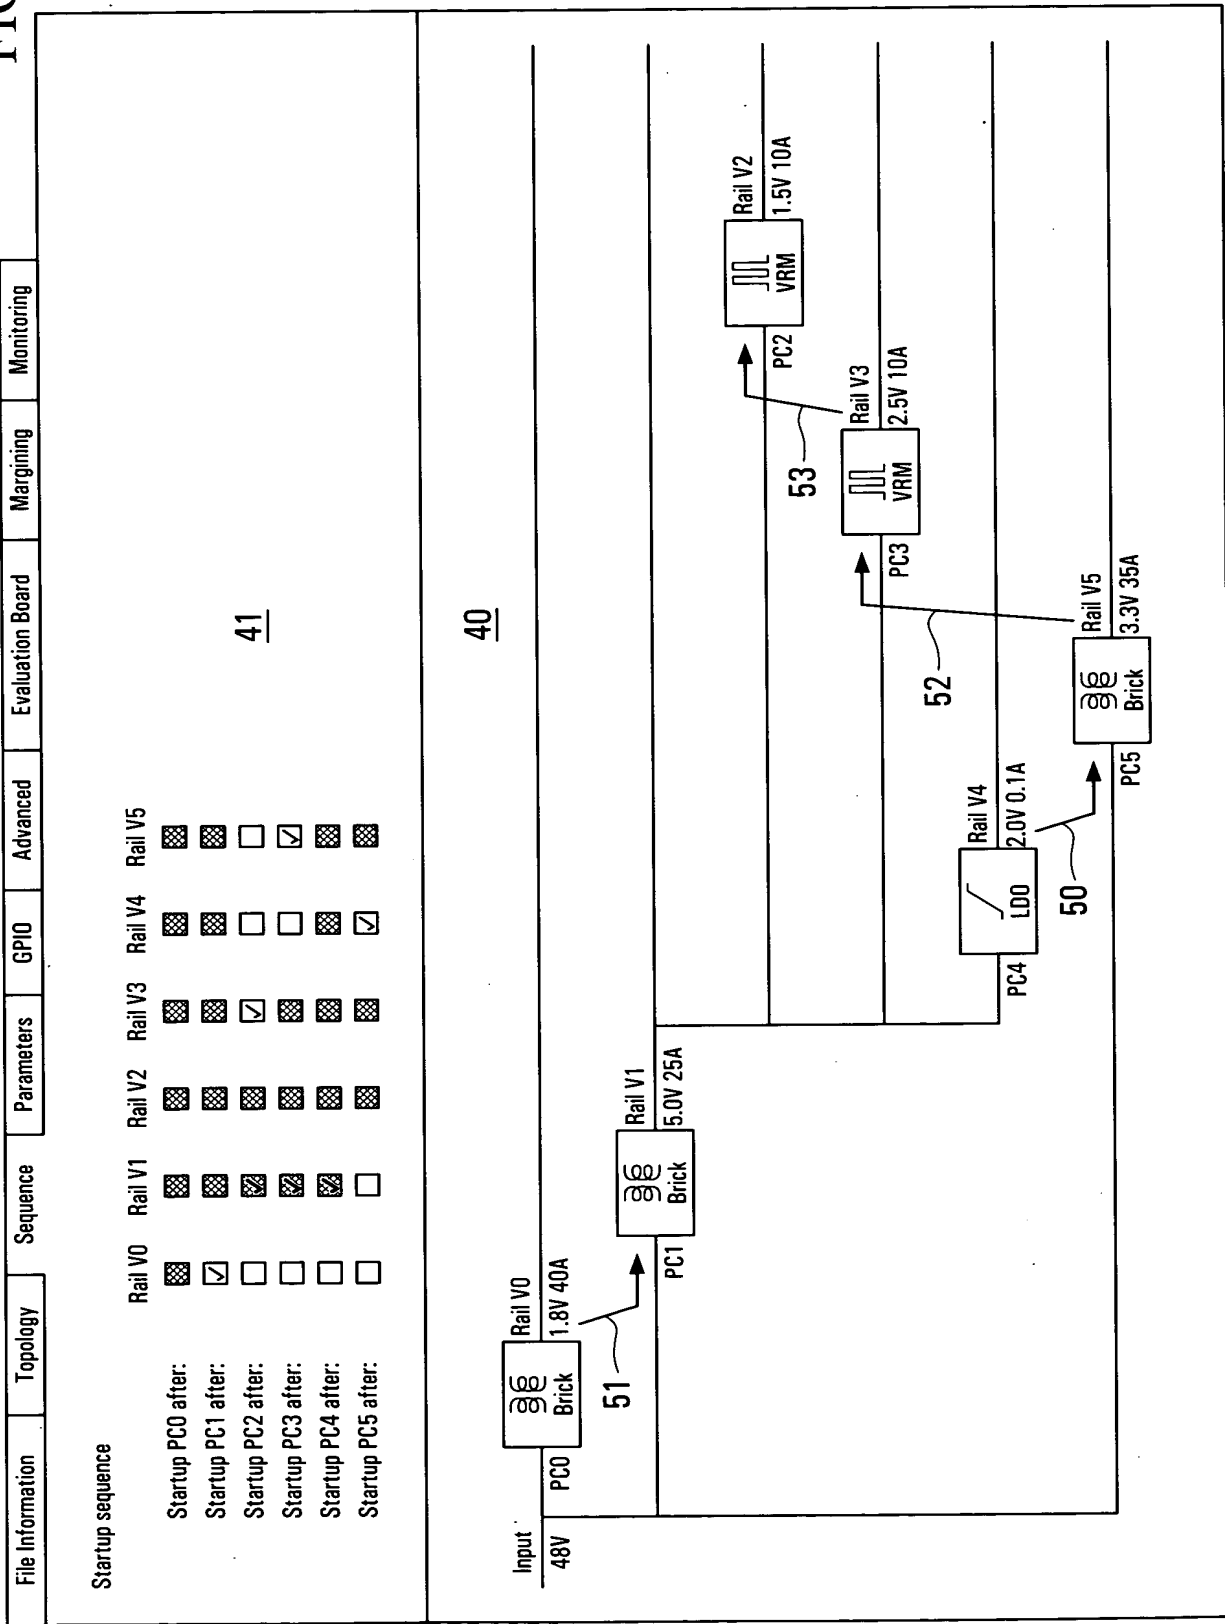 FIG
File Information Topology Sequence Parameters GPIO Advanced Evaluation Board Margining Monitoring
Startup sequence
Rail V0 Rail V1 Rail V2 Rail V3 Rail V4 Rail V5
Startup PC0 after:
Startup PC1 after:
Startup PC2 after:
Startup PC3 after:
Startup PC4 after:
Startup PC5 after:
41
40
Input
48V
PC0
Brick
Rail V0
1.8V 40A
51
PC1
Brick
Rail V1
5.0V 25A
PC2
VRM
Rail V2
1.5V 10A
53
PC3
VRM
Rail V3
2.5V 10A
52
PC4
LDO
Rail V4
2.0V 0.1A
50
PC5
Brick
Rail V5
3.3V 35A